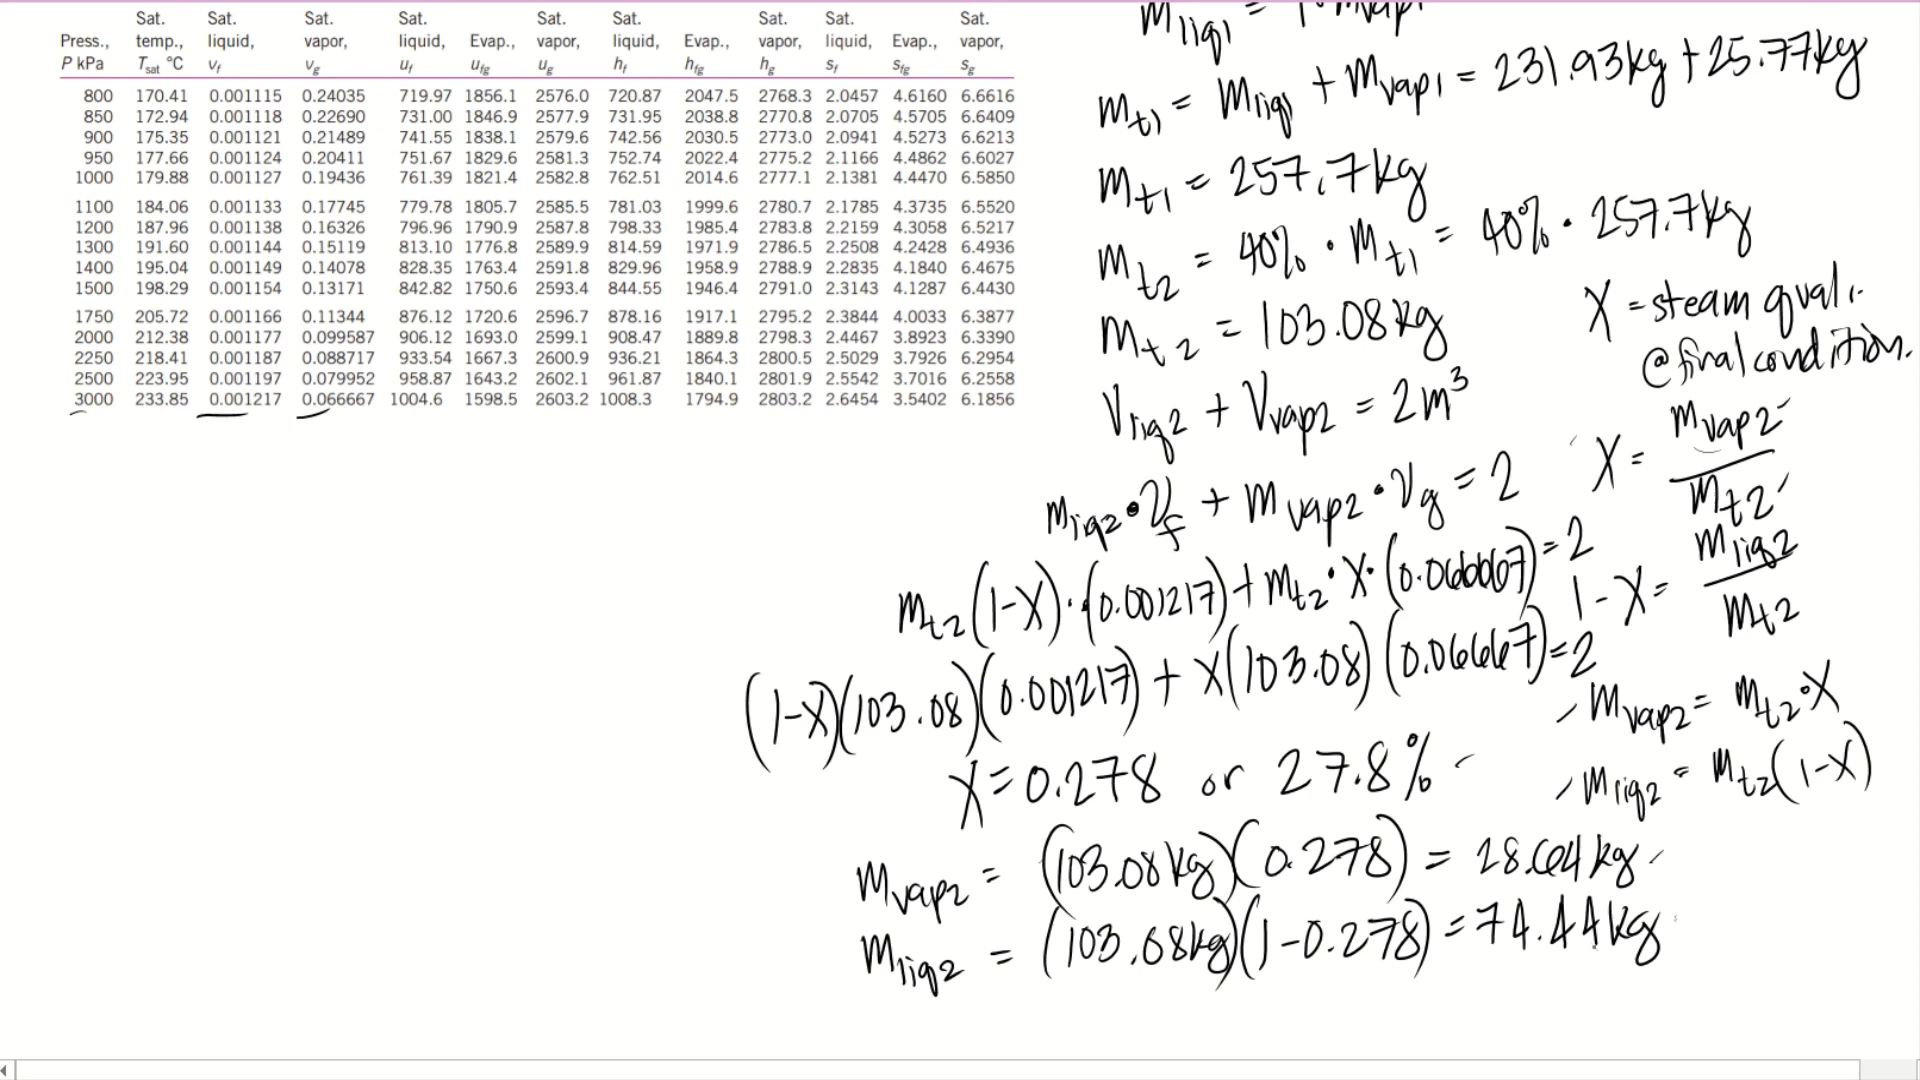 Sat. Sat. Sat. Sat. Sat. Sat. Sat. Sat. Sat.
Press., temp., liquid, vapor, liquid, Evap., vapor, liquid, Evap., vapor, liquid, Evap., vapor,
P kPa Tsat °C vf vg uf ufg ug hf hfg hg sf sfg sg
800 170.41 0.001115 0.24035 719.97 1856.1 2576.0 720.87 2047.5 2768.3 2.0457 4.6160 6.6616
850 172.94 0.001118 0.22690 731.00 1846.9 2577.9 731.95 2038.8 2770.8 2.0705 4.5705 6.6409
900 175.35 0.001121 0.21489 741.55 1838.1 2579.6 742.56 2030.5 2773.0 2.0941 4.5273 6.6213
950 177.66 0.001124 0.20411 751.67 1829.6 2581.3 752.74 2022.4 2775.2 2.1166 4.4862 6.6027
1000 179.88 0.001127 0.19436 761.39 1821.4 2582.8 762.51 2014.6 2777.1 2.1381 4.4470 6.5850
1100 184.06 0.001133 0.17745 779.78 1805.7 2585.5 781.03 1999.6 2780.7 2.1785 4.3735 6.5520
1200 187.96 0.001138 0.16326 796.96 1790.9 2587.8 798.33 1985.4 2783.8 2.2159 4.3058 6.5217
1300 191.60 0.001144 0.15119 813.10 1776.8 2589.9 814.59 1971.9 2786.5 2.2508 4.2428 6.4936
1400 195.04 0.001149 0.14078 828.35 1763.4 2591.8 829.96 1958.9 2788.9 2.2835 4.1840 6.4675
1500 198.29 0.001154 0.13171 842.82 1750.6 2593.4 844.55 1946.4 2791.0 2.3143 4.1287 6.4430
1750 205.72 0.001166 0.11344 876.12 1720.6 2596.7 878.16 1917.1 2795.2 2.3844 4.0033 6.3877
2000 212.38 0.001177 0.099587 906.12 1693.0 2599.1 908.47 1889.8 2798.3 2.4467 3.8923 6.3390
2250 218.41 0.001187 0.088717 933.54 1667.3 2600.9 936.21 1864.3 2800.5 2.5029 3.7926 6.2954
2500 223.95 0.001197 0.079952 958.87 1643.2 2602.1 961.87 1840.1 2801.9 2.5542 3.7016 6.2558
3000 233.85 0.001217 0.066667 1004.6 1598.5 2603.2 1008.3 1794.9 2803.2 2.6454 3.5402 6.1856
mliq1 =
mt1 = mliq1 + mvap1 = 231.93kg + 25.77kg
mt1 = 257.7kg
mt2 = 40% · mt1 = 40% · 257.7kg
mt2 = 103.08kg
Vliq2 + Vvap2 = 2m³
mliq2 · vf + mvap2 · vg = 2
mt2(1-X) · (0.001217) + mt2 · X · (0.066667) = 2
(1-X)(103.08)(0.001217) + X(103.08)(0.06667) = 2
X = 0.278 or 27.8%
mvap2 = (103.08kg)(0.278) = 28.64kg
mliq2 = (103.08kg)(1-0.278) = 74.44kg
X = steam quali.
@ final condition.
X = mvap2 / mt2
1-X = mliq2 / mt2
mvap2 = mt2 · X
mliq2 = mt2(1-X)